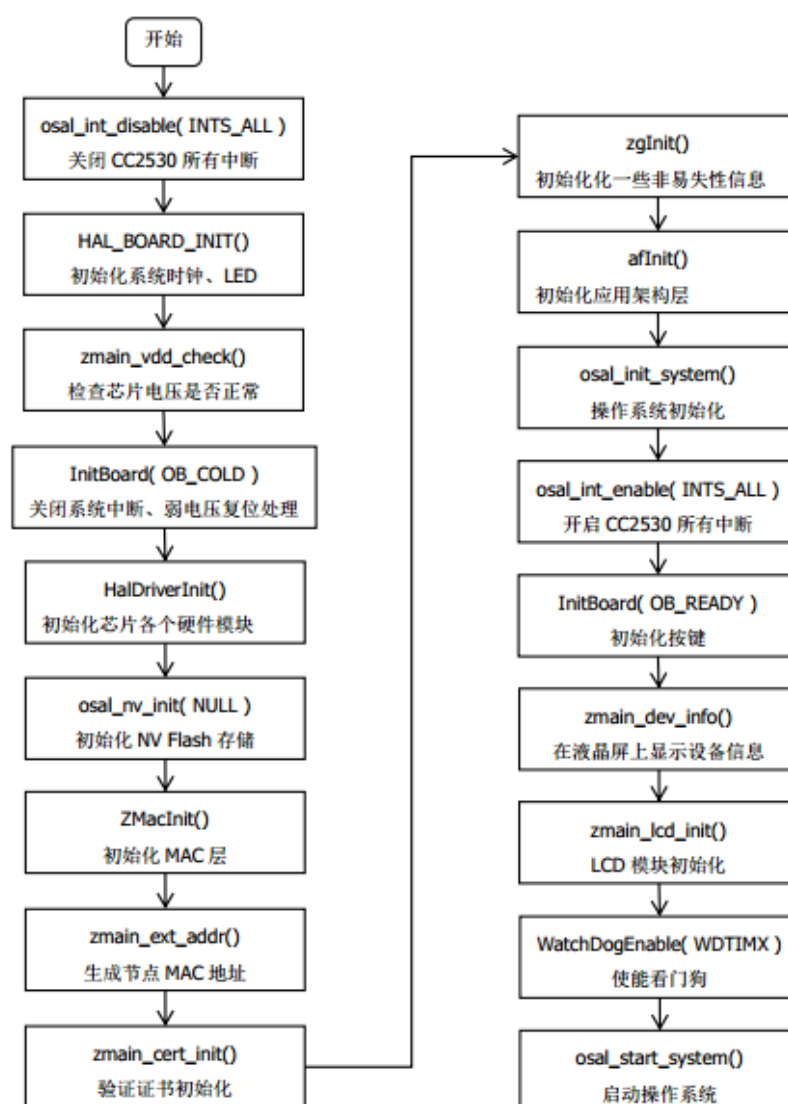 开始
osal_int_disable( INTS_ALL )
关闭 CC2530 所有中断
HAL_BOARD_INIT()
初始化系统时钟、LED
zmain_vdd_check()
检查芯片电压是否正常
InitBoard( OB_COLD )
关闭系统中断、弱电压复位处理
HalDriverInit()
初始化芯片各个硬件模块
osal_nv_init( NULL )
初始化 NV Flash 存储
ZMacInit()
初始化 MAC 层
zmain_ext_addr()
生成节点 MAC 地址
zmain_cert_init()
验证证书初始化
zgInit()
初始化化一些非易失性信息
afInit()
初始化应用架构层
osal_init_system()
操作系统初始化
osal_int_enable( INTS_ALL )
开启 CC2530 所有中断
InitBoard( OB_READY )
初始化按键
zmain_dev_info()
在液晶屏上显示设备信息
zmain_lcd_init()
LCD 模块初始化
WatchDogEnable( WDTIMX )
使能看门狗
osal_start_system()
启动操作系统